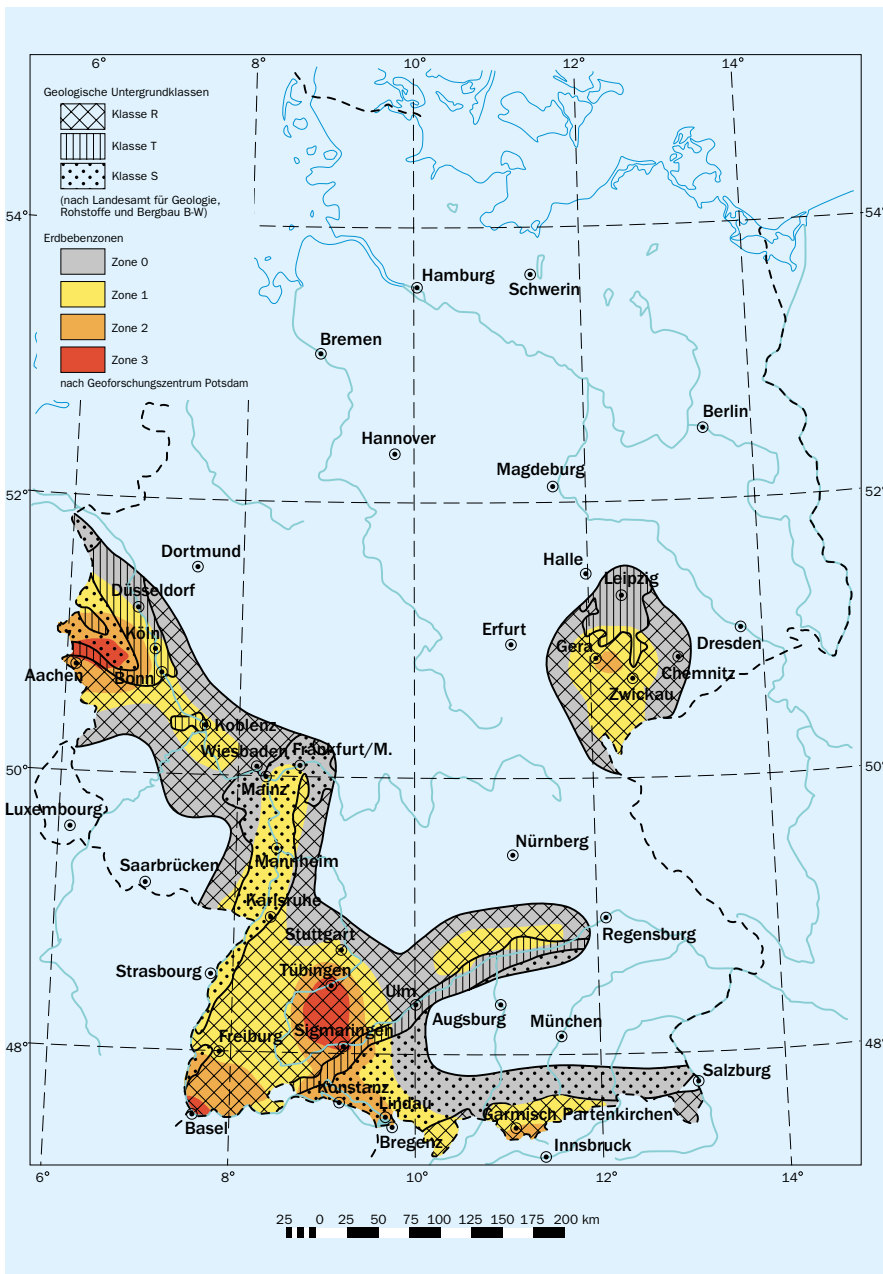 6° 8° 10° 12° 14°
Geologische Untergrundklassen
Klasse R
Klasse T
Klasse S
(nach Landesamt für Geologie,
Rohstoffe und Bergbau B-W)
54° 54°
Erdbebenzonen
Zone 0
Zone 1
Zone 2
Zone 3
nach Geoforschungszentrum Potsdam
Hamburg
Schwerin
Bremen
Berlin
Hannover
Magdeburg
52° 52°
Dortmund
Halle
Leipzig
Düsseldorf
Erfurt
Köln
Dresden
Gera
Aachen
Bonn
Chemnitz
Zwickau
Koblenz
Wiesbaden
Frankfurt/M.
50° 50°
Mainz
Luxembourg
Nürnberg
Saarbrücken
Mannheim
Karlsruhe
Stuttgart
Regensburg
Strasbourg
Tübingen
Ulm
Augsburg
München
Sigmaringen
Freiburg
48° 48°
Salzburg
Konstanz
Lindau
Garmisch Partenkirchen
Basel
Bregenz
Innsbruck
6° 8° 10° 12° 14°
25 0 25 50 75 100 125 150 175 200 km